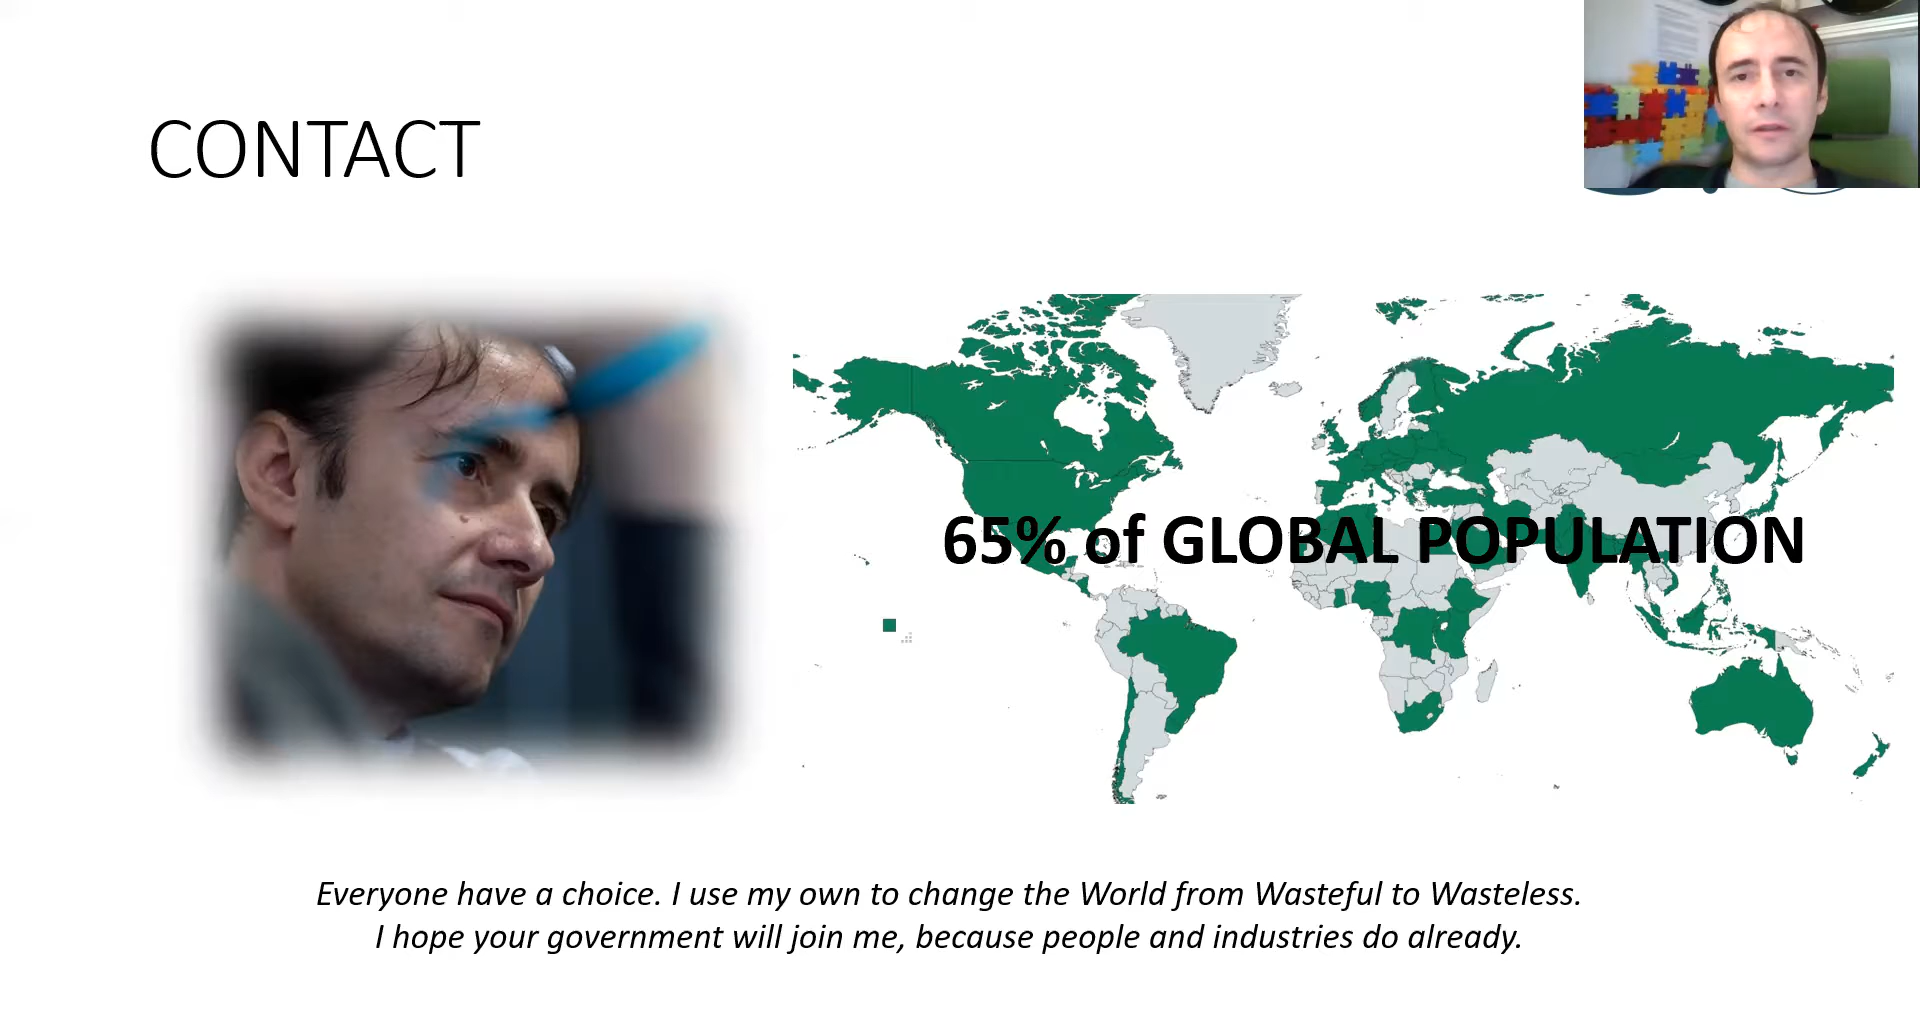 CONTACT
65% of GLOBAL POPULATION
Everyone have a choice. I use my own to change the World from Wasteful to Wasteless.
I hope your government will join me, because people and industries do already.